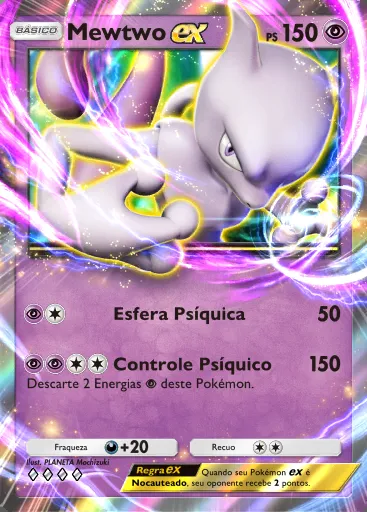 BÁSICO Mewtwo ex PS 150
Esfera Psíquica 50
Controle Psíquico 150
Descarte 2 Energias deste Pokémon.
Fraqueza +20 Recuo
Ilust. PLANETA Mochizuki
Regra ex Quando seu Pokémon ex é
Nocauteado, seu oponente recebe 2 pontos.